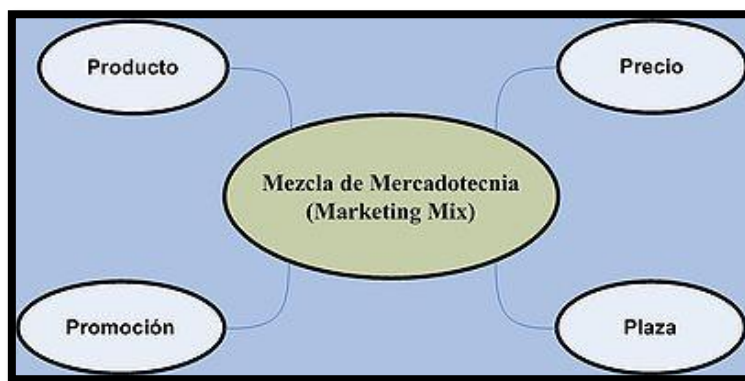 Producto
Precio
Mezcla de Mercadotecnia
(Marketing Mix)
Promoción
Plaza